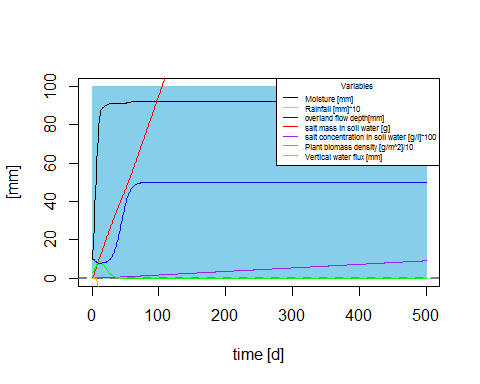 Variables
Moisture [mm]
Rainfall [mm]*10
overland flow depth[mm]
salt mass in soil water [g]
salt concentration in soil water [g/l]*100
Plant biomass density [g/m^2]/10
Vertical water flux [mm]
[mm]
100
80
60
40
20
0
0 100 200 300 400 500
time [d]